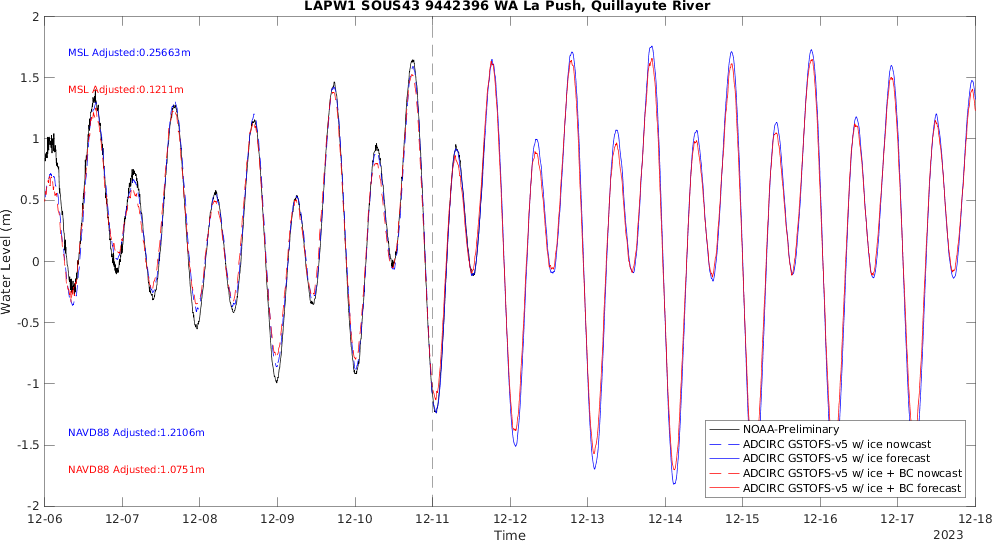 LAPW1 SOUS43 9442396 WA La Push, Quillayute River
2
1.5
1
0.5
0
-0.5
-1
-1.5
-2
Water Level (m)
MSL Adjusted:0.25663m
MSL Adjusted:0.1211m
NAVD88 Adjusted:1.2106m
NAVD88 Adjusted:1.0751m
NOAA-Preliminary
ADCIRC GSTOFS-v5 w/ ice nowcast
ADCIRC GSTOFS-v5 w/ ice forecast
ADCIRC GSTOFS-v5 w/ ice + BC nowcast
ADCIRC GSTOFS-v5 w/ ice + BC forecast
12-06 12-07 12-08 12-09 12-10 12-11 12-12 12-13 12-14 12-15 12-16 12-17 12-18
Time
2023